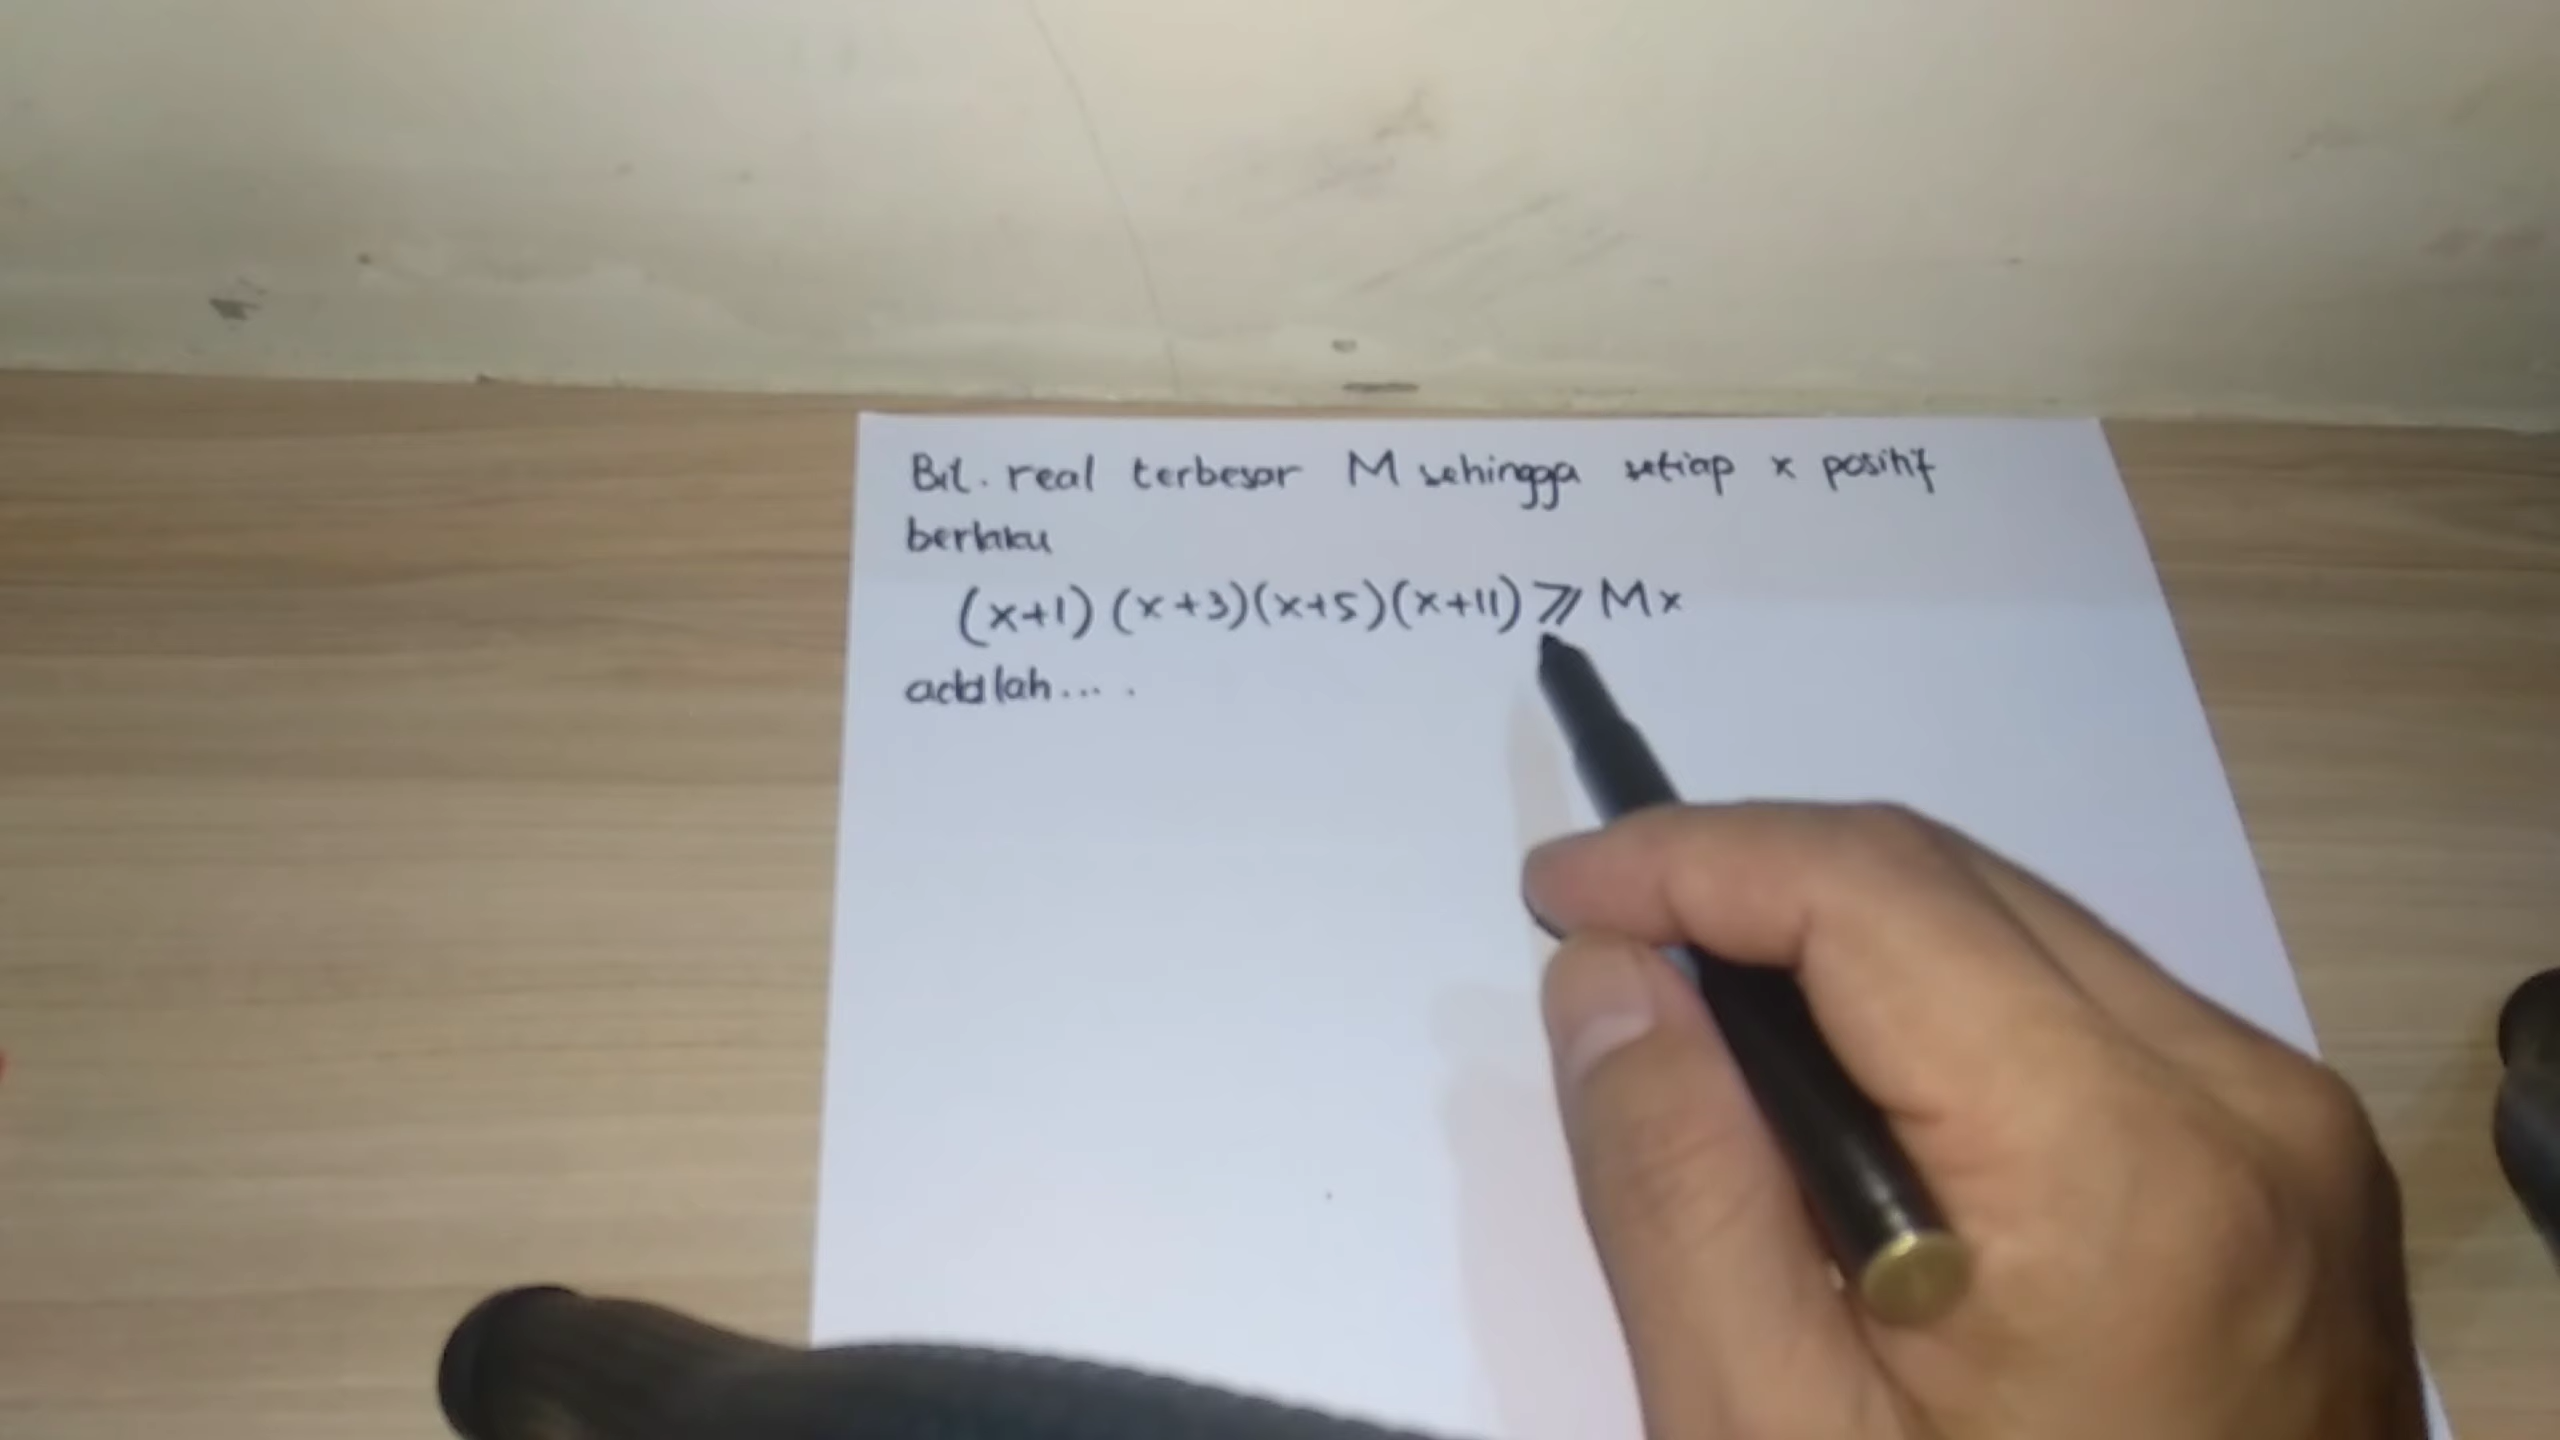 Bil. real terbesar M sehingga setiap x positif
berlaku
(x+1)(x+3)(x+5)(x+11) ⩾ Mx
adalah... .